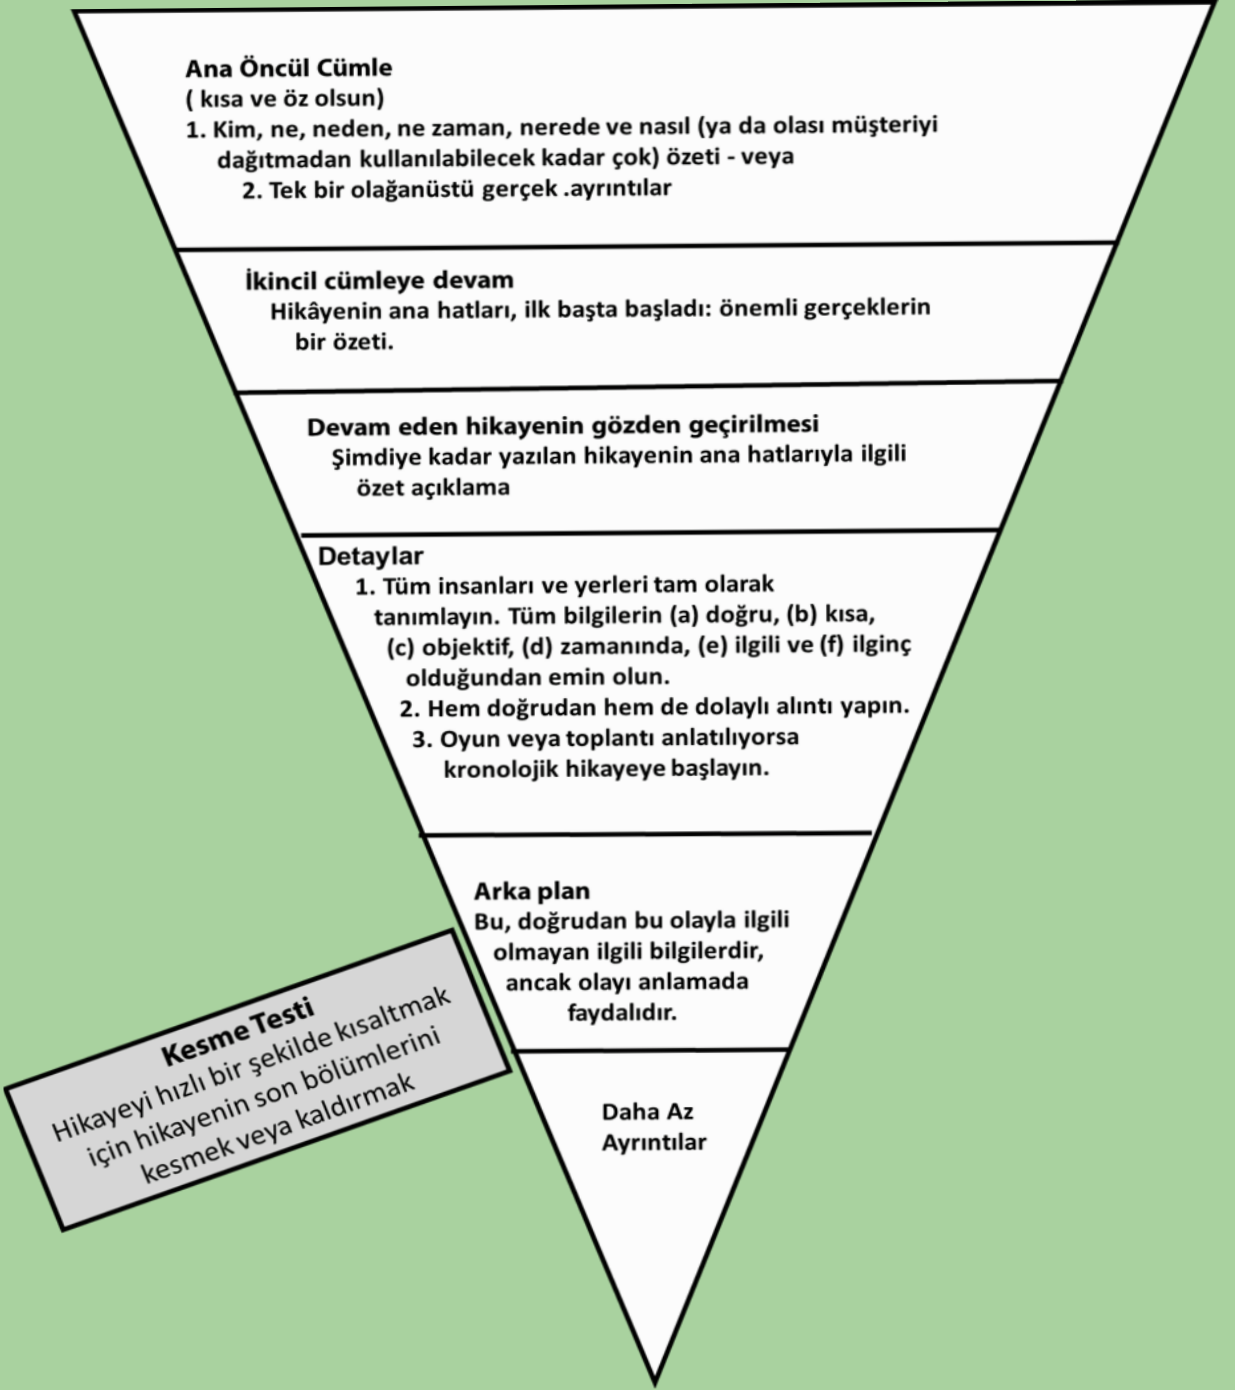 Ana Öncül Cümle
( kısa ve öz olsun)
1. Kim, ne, neden, ne zaman, nerede ve nasıl (ya da olası müşteriyi
dağıtmadan kullanılabilecek kadar çok) özeti - veya
2. Tek bir olağanüstü gerçek .ayrıntılar
İkincil cümleye devam
Hikâyenin ana hatları, ilk başta başladı: önemli gerçeklerin
bir özeti.
Devam eden hikayenin gözden geçirilmesi
Şimdiye kadar yazılan hikayenin ana hatlarıyla ilgili
özet açıklama
Detaylar
1. Tüm insanları ve yerleri tam olarak
tanımlayın. Tüm bilgilerin (a) doğru, (b) kısa,
(c) objektif, (d) zamanında, (e) ilgili ve (f) ilginç
olduğundan emin olun.
2. Hem doğrudan hem de dolaylı alıntı yapın.
3. Oyun veya toplantı anlatılıyorsa
kronolojik hikayeye başlayın.
Arka plan
Bu, doğrudan bu olayla ilgili
olmayan ilgili bilgilerdir,
ancak olayı anlamada
faydalıdır.
Kesme Testi
Hikayeyi hızlı bir şekilde kısaltmak
için hikayenin son bölümlerini
kesmek veya kaldırmak
Daha Az
Ayrıntılar